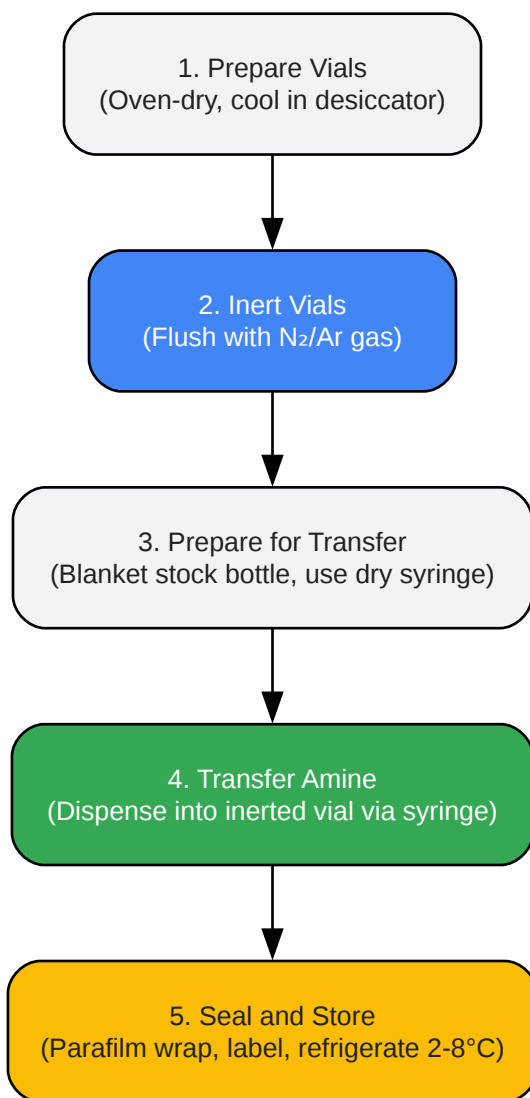 1. Prepare Vials
(Oven-dry, cool in desiccator)
2. Inert Vials
(Flush with N₂/Ar gas)
3. Prepare for Transfer
(Blanket stock bottle, use dry syringe)
4. Transfer Amine
(Dispense into inerted vial via syringe)
5. Seal and Store
(Parafilm wrap, label, refrigerate 2-8°C)